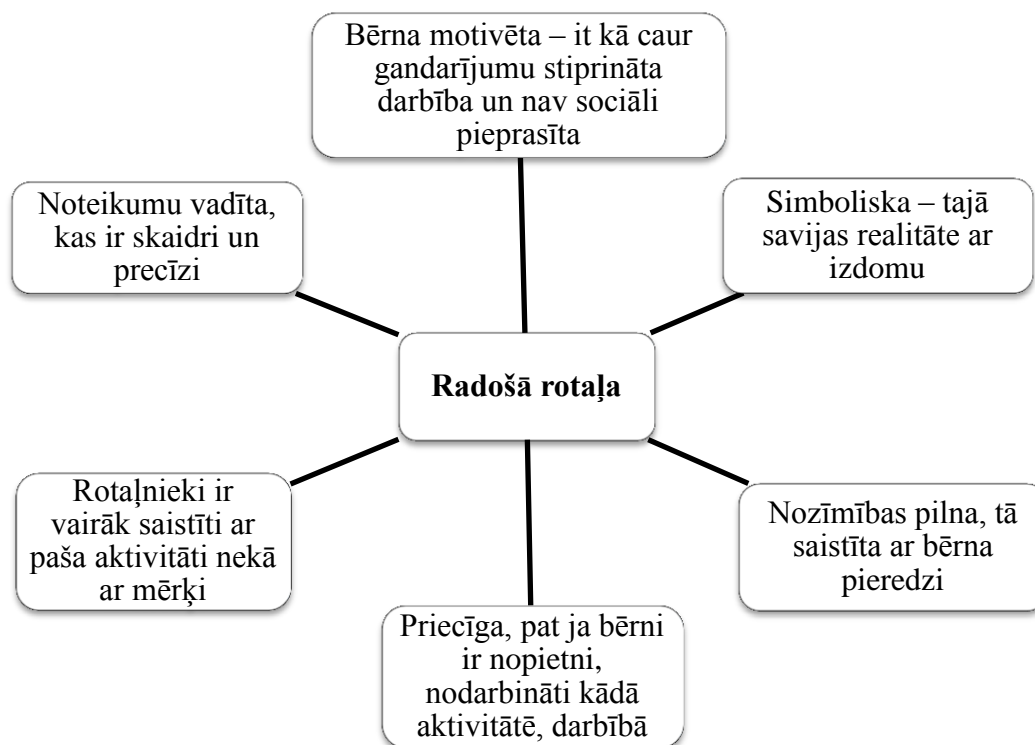 Bērna motivēta – it kā caur
gandarījumu stiprināta
darbība un nav sociāli
pieprasīta
Noteikumu vadīta,
kas ir skaidri un
precīzi
Simboliska – tajā
savijas realitāte ar
izdomu
Radošā rotaļa
Rotaļnieki ir
vairāk saistīti ar
paša aktivitāti nekā
ar mērķi
Nozīmības pilna, tā
saistīta ar bērna
pieredzi
Priecīga, pat ja bērni
ir nopietni,
nodarbināti kādā
aktivitātē, darbībā